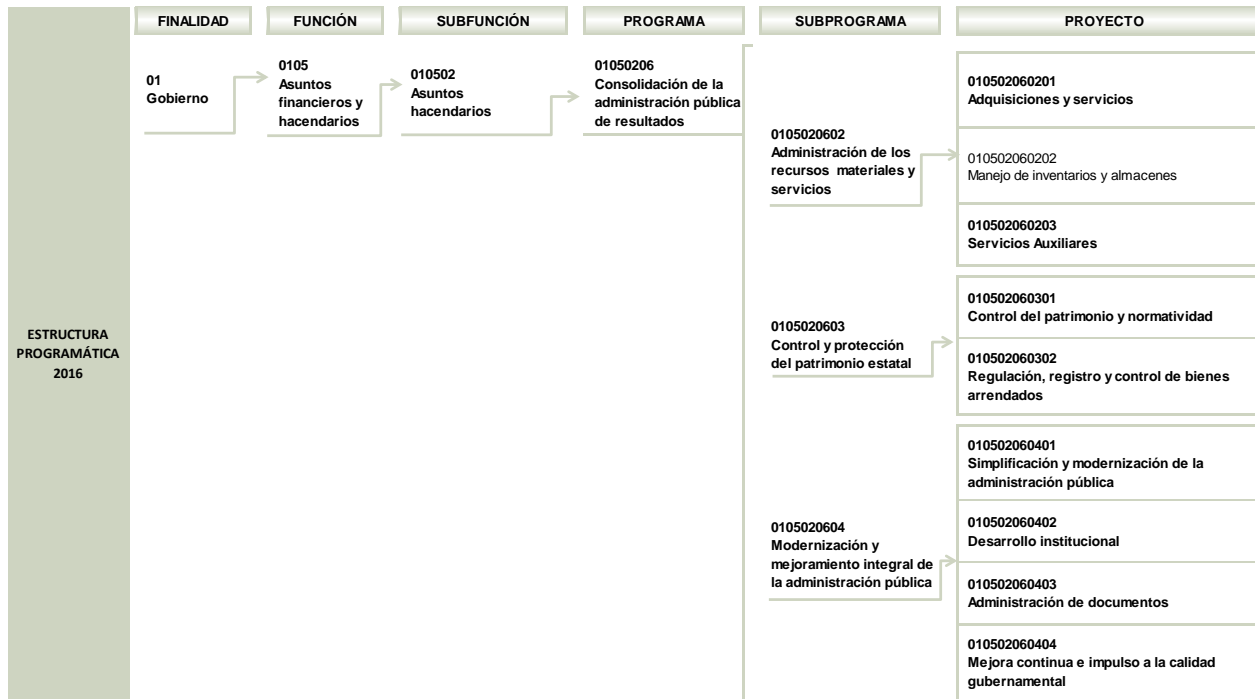 FINALIDAD
FUNCIÓN
SUBFUNCIÓN
PROGRAMA
SUBPROGRAMA
PROYECTO
ESTRUCTURA
PROGRAMÁTICA
2016
01
Gobierno
0105
Asuntos
financieros y
hacendarios
010502
Asuntos
hacendarios
01050206
Consolidación de la
administración pública
de resultados
0105020602
Administración de los
recursos materiales y
servicios
010502060201
Adquisiciones y servicios
010502060202
Manejo de inventarios y almacenes
010502060203
Servicios Auxiliares
0105020603
Control y protección
del patrimonio estatal
010502060301
Control del patrimonio y normatividad
010502060302
Regulación, registro y control de bienes
arrendados
0105020604
Modernización y
mejoramiento integral de
la administración pública
010502060401
Simplificación y modernización de la
administración pública
010502060402
Desarrollo institucional
010502060403
Administración de documentos
010502060404
Mejora continua e impulso a la calidad
gubernamental